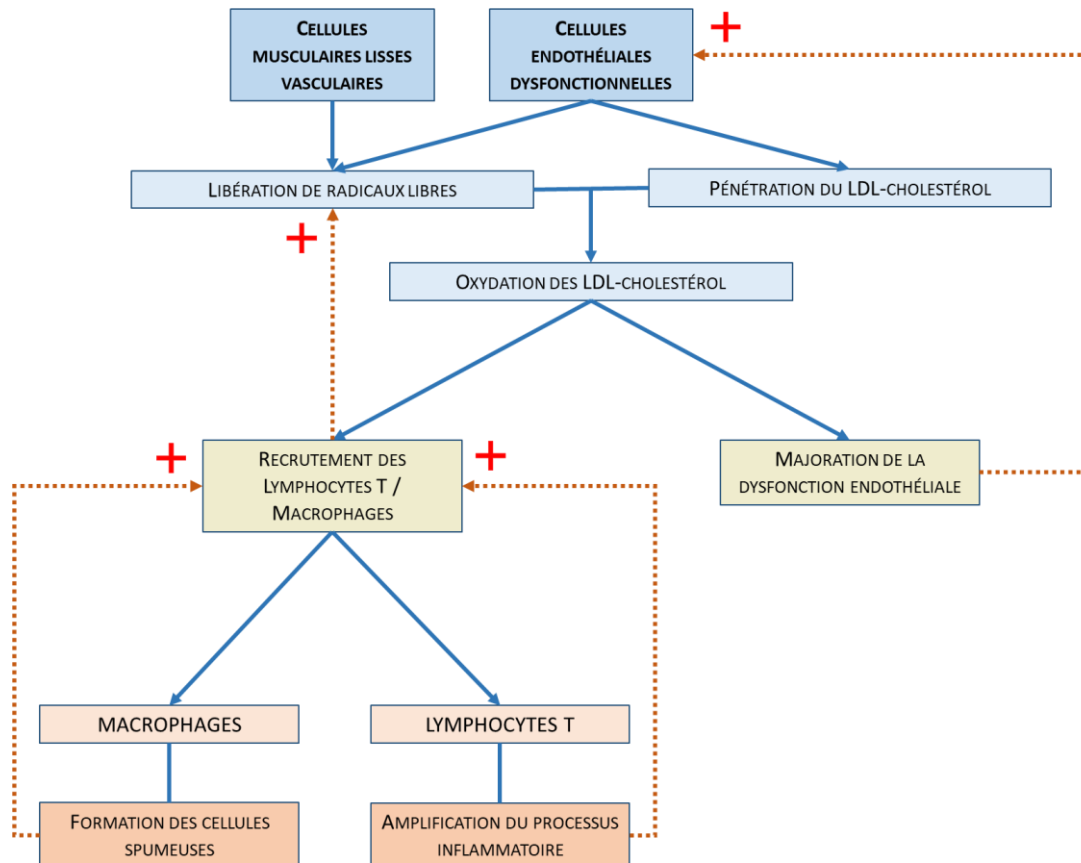 CELLULES
MUSCULAIRES LISSES
VASCULAIRES
CELLULES
ENDOTHÉLIALES
DYSFONCTIONNELLES
+
LIBÉRATION DE RADICAUX LIBRES
PÉNÉTRATION DU LDL-CHOLESTÉROL
+
OXYDATION DES LDL-CHOLESTÉROL
+
RECRUTEMENT DES
LYMPHOCYTES T /
MACROPHAGES
+
MAJORATION DE LA
DYSFONCTION ENDOTHÉLIALE
MACROPHAGES
LYMPHOCYTES T
FORMATION DES CELLULES
SPUMEUSES
AMPLIFICATION DU PROCESSUS
INFLAMMATOIRE